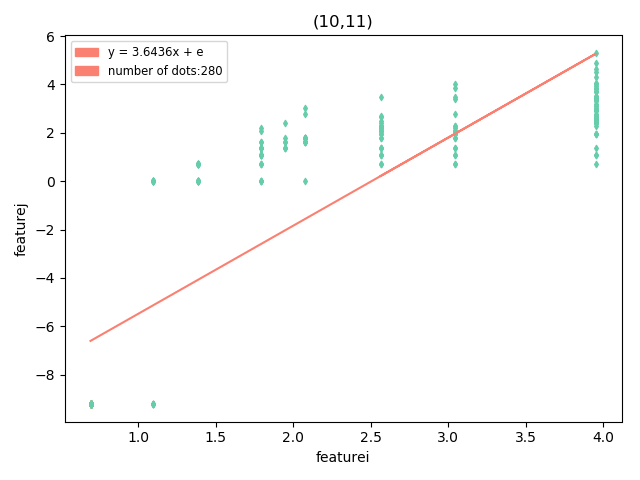 (10,11)
y = 3.6436x + e
number of dots:280
6
4
2
0
−2
−4
−6
−8
featurej
1.0 1.5 2.0 2.5 3.0 3.5 4.0
featurei